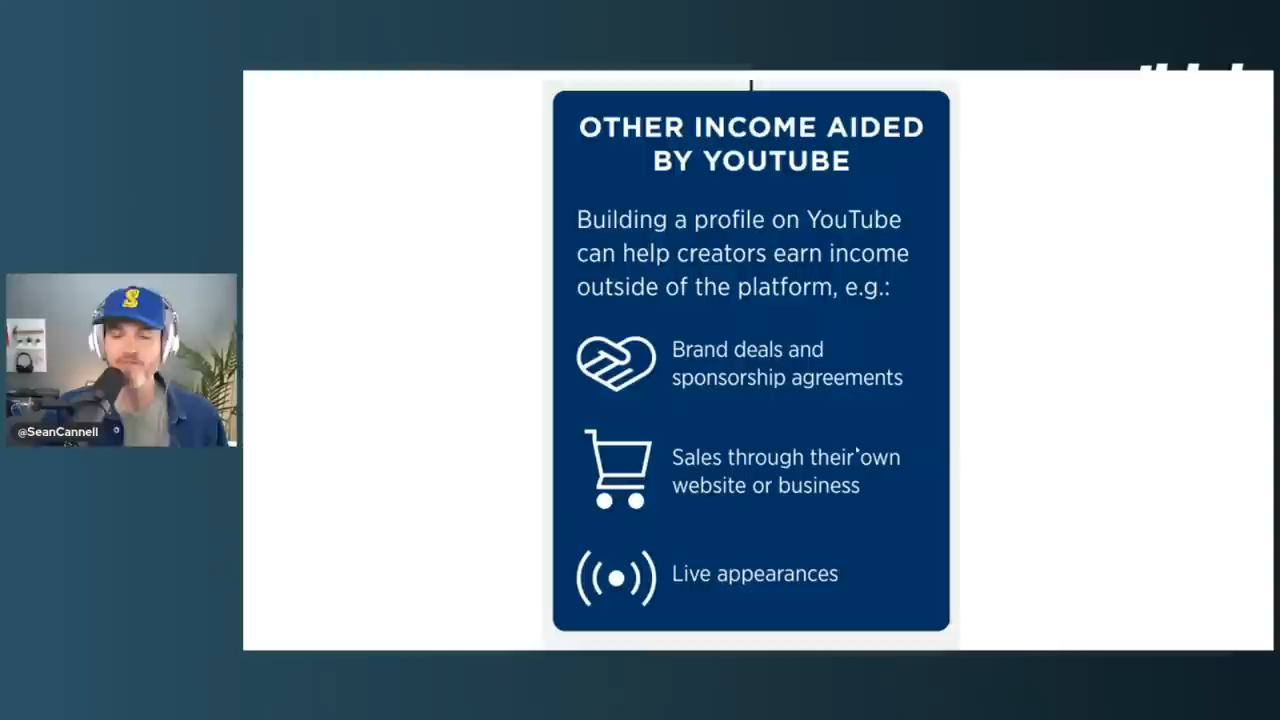 OTHER INCOME AIDED
BY YOUTUBE
Building a profile on YouTube
can help creators earn income
outside of the platform, e.g.:
Brand deals and
sponsorship agreements
Sales through their own
website or business
Live appearances
@SeanCannell